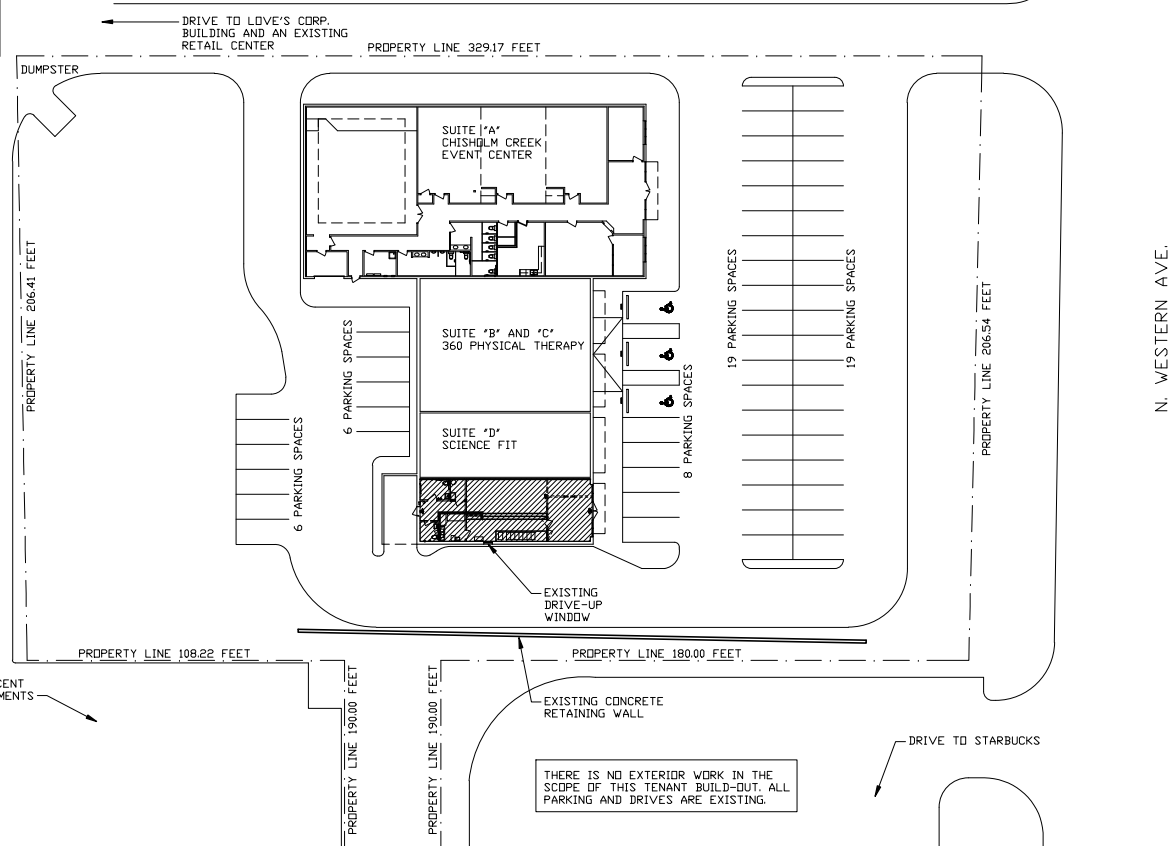 DRIVE TO LOVE'S CORP.
BUILDING AND AN EXISTING
RETAIL CENTER
PROPERTY LINE 329.17 FEET
DUMPSTER
SUITE "A"
CHISHOLM CREEK
EVENT CENTER
PROPERTY LINE 206.41 FEET
19 PARKING SPACES
19 PARKING SPACES
PROPERTY LINE 206.54 FEET
N. WESTERN AVE.
6 PARKING SPACES
SUITE "B" AND "C"
360 PHYSICAL THERAPY
8 PARKING SPACES
6 PARKING SPACES
SUITE "D"
SCIENCE FIT
EXISTING
DRIVE-UP
WINDOW
PROPERTY LINE 108.22 FEET
PROPERTY LINE 180.00 FEET
CENT
MENTS
PROPERTY LINE 190.00 FEET
PROPERTY LINE 190.00 FEET
EXISTING CONCRETE
RETAINING WALL
DRIVE TO STARBUCKS
THERE IS NO EXTERIOR WORK IN THE
SCOPE OF THIS TENANT BUILD-OUT. ALL
PARKING AND DRIVES ARE EXISTING.